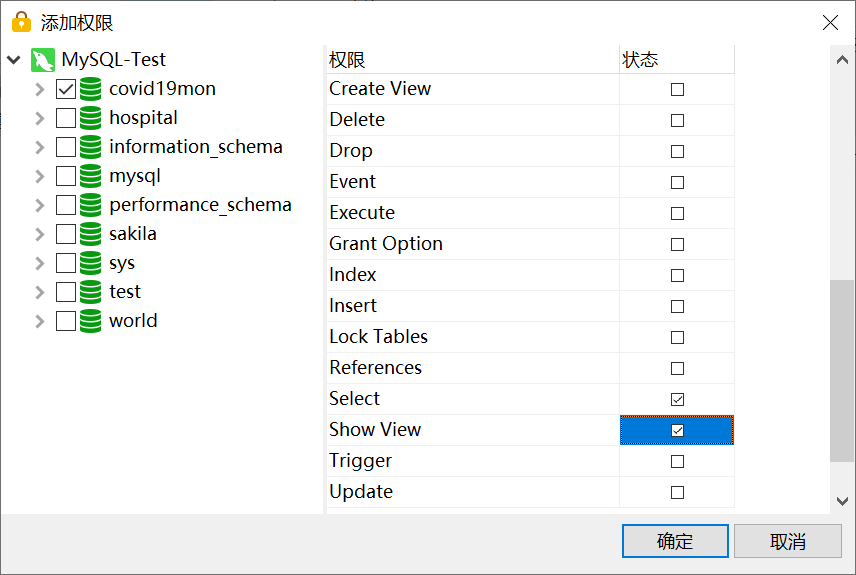 添加权限
MySQL-Test
covid19mon
hospital
information_schema
mysql
performance_schema
sakila
sys
test
world
权限 状态
Create View
Delete
Drop
Event
Execute
Grant Option
Index
Insert
Lock Tables
References
Select
Show View
Trigger
Update
确定 取消